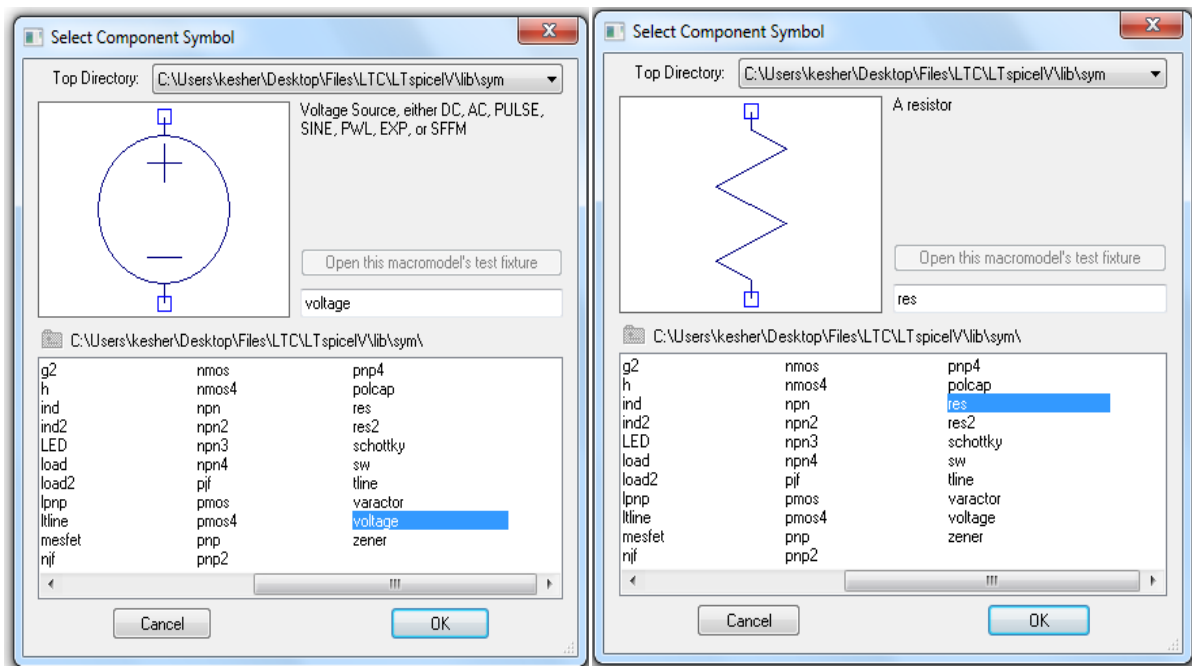 Select Component Symbol
Top Directory: C:\Users\kesher\Desktop\Files\LTC\LTspiceIV\lib\sym
Voltage Source, either DC, AC, PULSE,
SINE, PWL, EXP, or SFFM
Open this macromodel's test fixture
voltage
C:\Users\kesher\Desktop\Files\LTC\LTspiceIV\lib\sym\
g2 nmos pnp4
h nmos4 polcap
ind npn res
ind2 npn2 res2
LED npn3 schottky
load npn4 sw
load2 pjf tline
lpnp pmos varactor
ltline pmos4 voltage
mesfet pnp zener
njf pnp2
Cancel OK
Select Component Symbol
Top Directory: C:\Users\kesher\Desktop\Files\LTC\LTspiceIV\lib\sym
A resistor
Open this macromodel's test fixture
res
C:\Users\kesher\Desktop\Files\LTC\LTspiceIV\lib\sym\
g2 nmos pnp4
h nmos4 polcap
ind npn res
ind2 npn2 res2
LED npn3 schottky
load npn4 sw
load2 pjf tline
lpnp pmos varactor
ltline pmos4 voltage
mesfet pnp zener
njf pnp2
Cancel OK